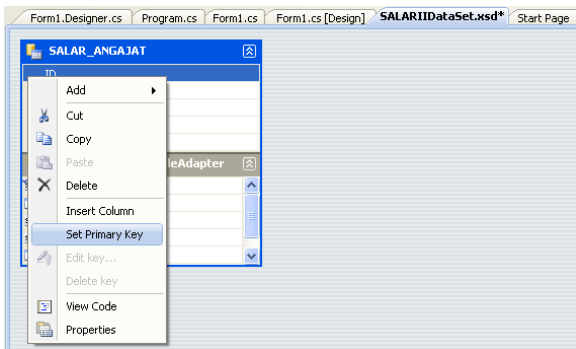 Form1.Designer.cs Program.cs Form1.cs Form1.cs [Design] SALARIIDataSet.xsd* Start Page
SALAR_ANGAJAT
ID
Add
Cut
Copy
Paste
leAdapter
Delete
Insert Column
Set Primary Key
Edit key...
Delete key
View Code
Properties